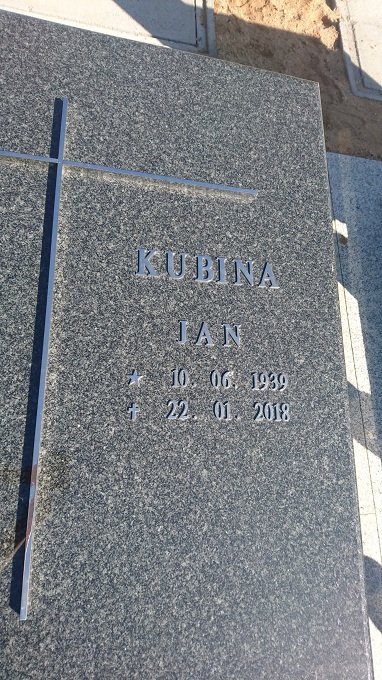 KUBINA
JAN
★ 10. 06. 1939
✝ 22. 01. 2018